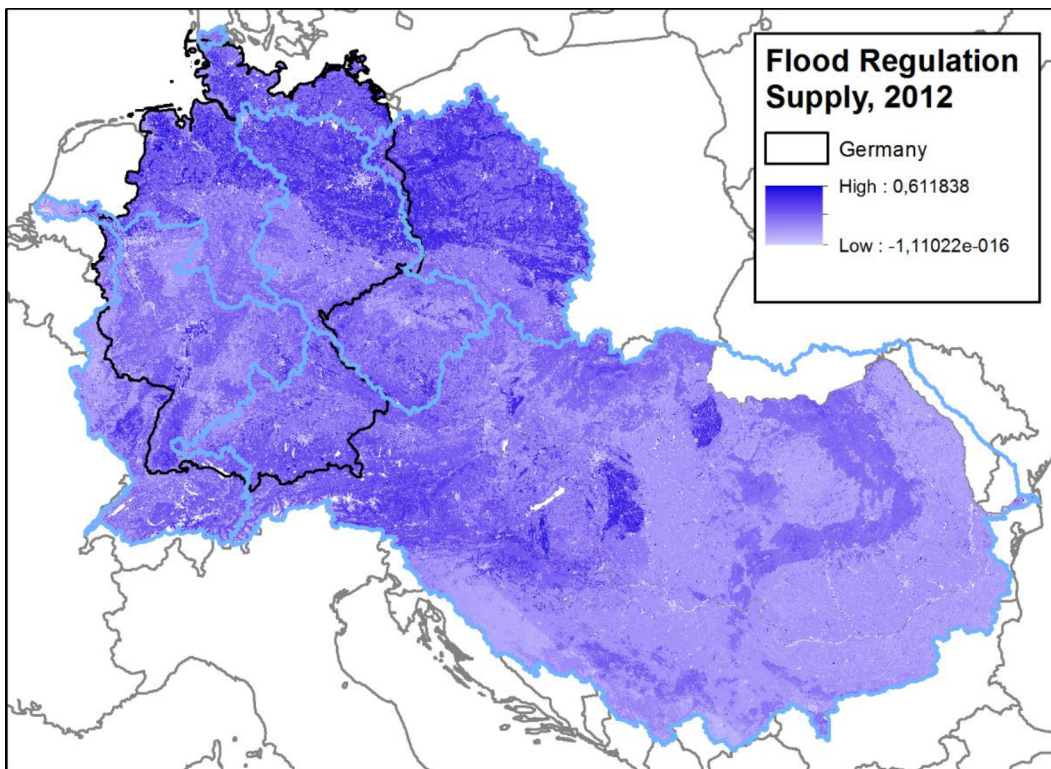 Flood Regulation
Supply, 2012
Germany
High : 0,611838
Low : -1,11022e-016